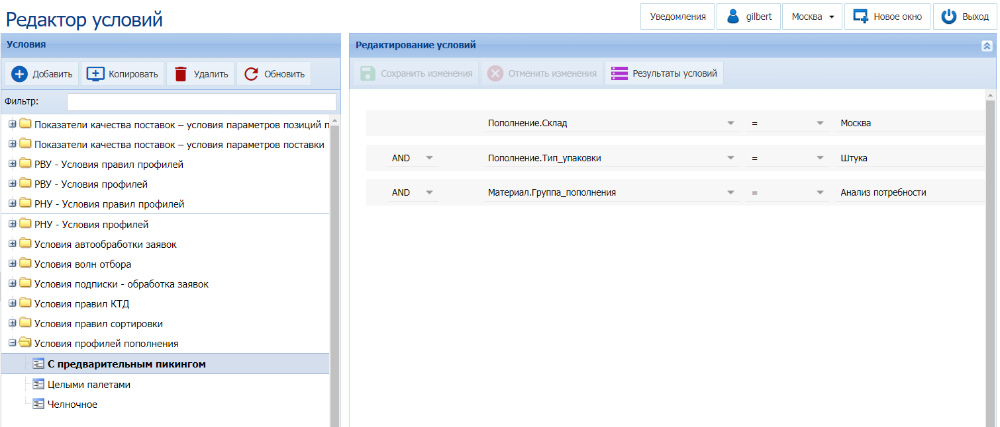 Редактор условий
Уведомления gilbert Москва Новое окно Выход
Условия
Добавить Копировать Удалить Обновить
Фильтр:
Показатели качества поставок – условия параметров позиций п
Показатели качества поставок – условия параметров поставки
РВУ - Условия правил профилей
РВУ - Условия профилей
РНУ - Условия правил профилей
РНУ - Условия профилей
Условия автообработки заявок
Условия волн отбора
Условия подписки - обработка заявок
Условия правил КТД
Условия правил сортировки
Условия профилей пополнения
С предварительным пикингом
Целыми палетами
Челночное
Редактирование условий
Сохранить изменения Отменить изменения Результаты условий
Пополнение.Склад = Москва
AND Пополнение.Тип_упаковки = Штука
AND Материал.Группа_пополнения = Анализ потребности